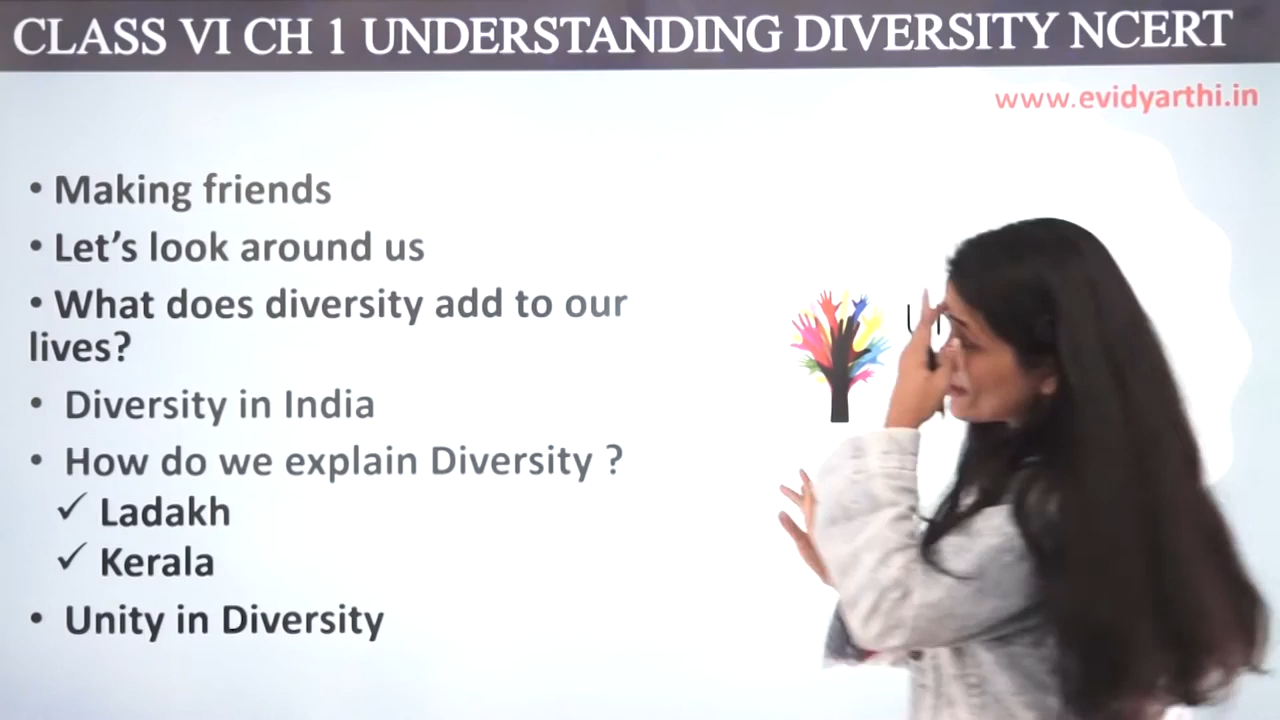 CLASS VI CH 1 UNDERSTANDING DIVERSITY NCERT
www.evidyarthi.in
• Making friends
• Let's look around us
• What does diversity add to our
lives?
• Diversity in India
• How do we explain Diversity ?
✓ Ladakh
✓ Kerala
• Unity in Diversity